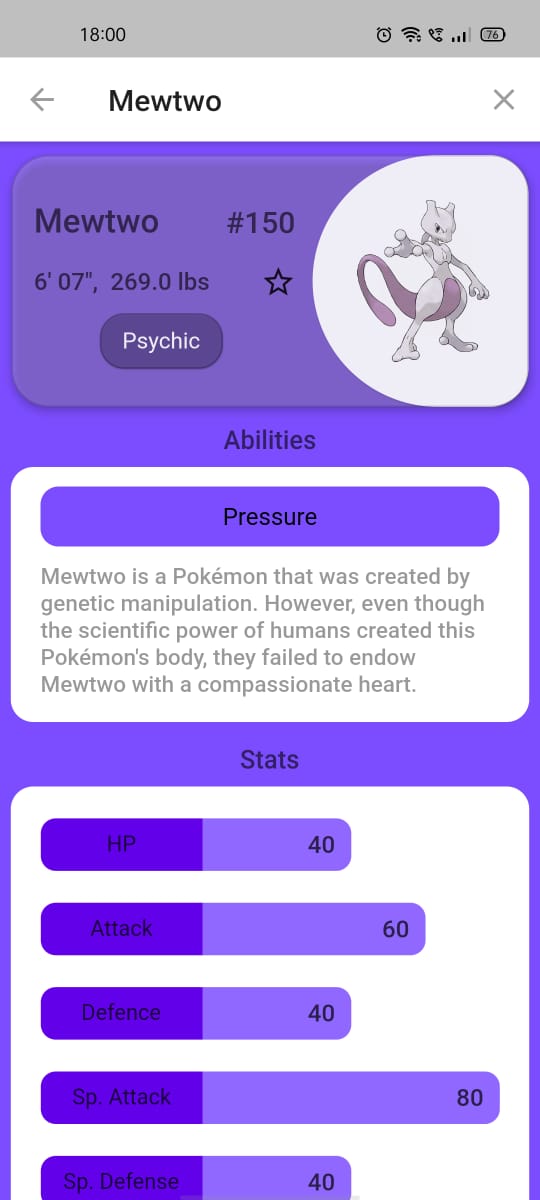 18:00
76
Mewtwo
Mewtwo #150
6' 07", 269.0 lbs
Psychic
Abilities
Pressure
Mewtwo is a Pokémon that was created by
genetic manipulation. However, even though
the scientific power of humans created this
Pokémon's body, they failed to endow
Mewtwo with a compassionate heart.
Stats
HP 40
Attack 60
Defence 40
Sp. Attack 80
Sp. Defense 40